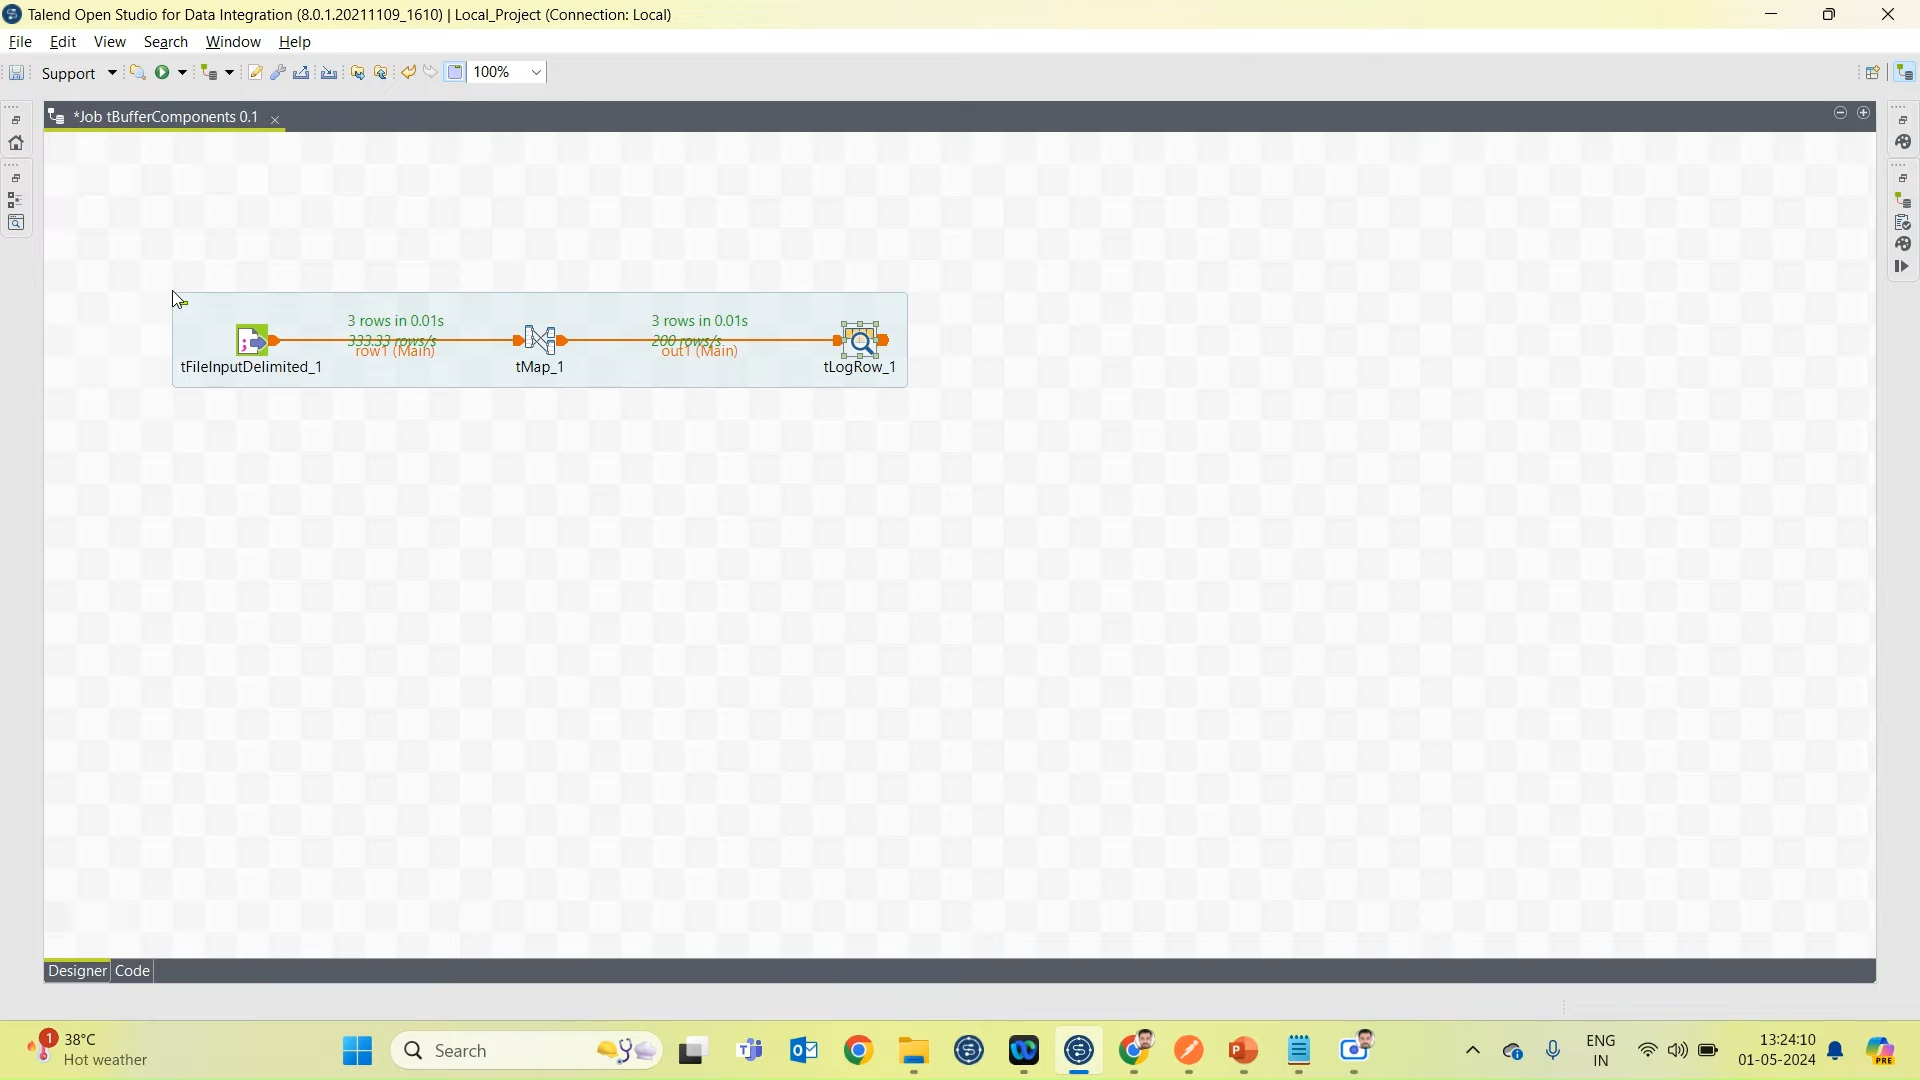 Talend Open Studio for Data Integration (8.0.1.20211109_1610) | Local_Project (Connection: Local)
File Edit View Search Window Help
Support 100%
*Job tBufferComponents 0.1
3 rows in 0.01s 3 rows in 0.01s
333.33 rows/s 200 rows/s
row1 (Main) out1 (Main)
tFileInputDelimited_1 tMap_1 tLogRow_1
Designer Code
1 38°C
Hot weather
Search
ENG
IN
13:24:10
01-05-2024
PRE